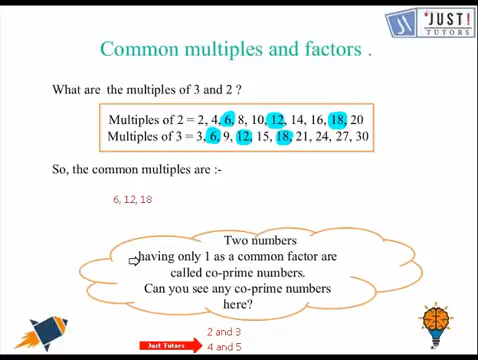 JUST!
TUTORS
Common multiples and factors .
What are the multiples of 3 and 2 ?
Multiples of 2 = 2, 4, 6, 8, 10, 12, 14, 16, 18, 20
Multiples of 3 = 3, 6, 9, 12, 15, 18, 21, 24, 27, 30
So, the common multiples are :-
6, 12, 18
Two numbers
having only 1 as a common factor are
called co-prime numbers.
Can you see any co-prime numbers
here?
2 and 3
Just Tutors
4 and 5